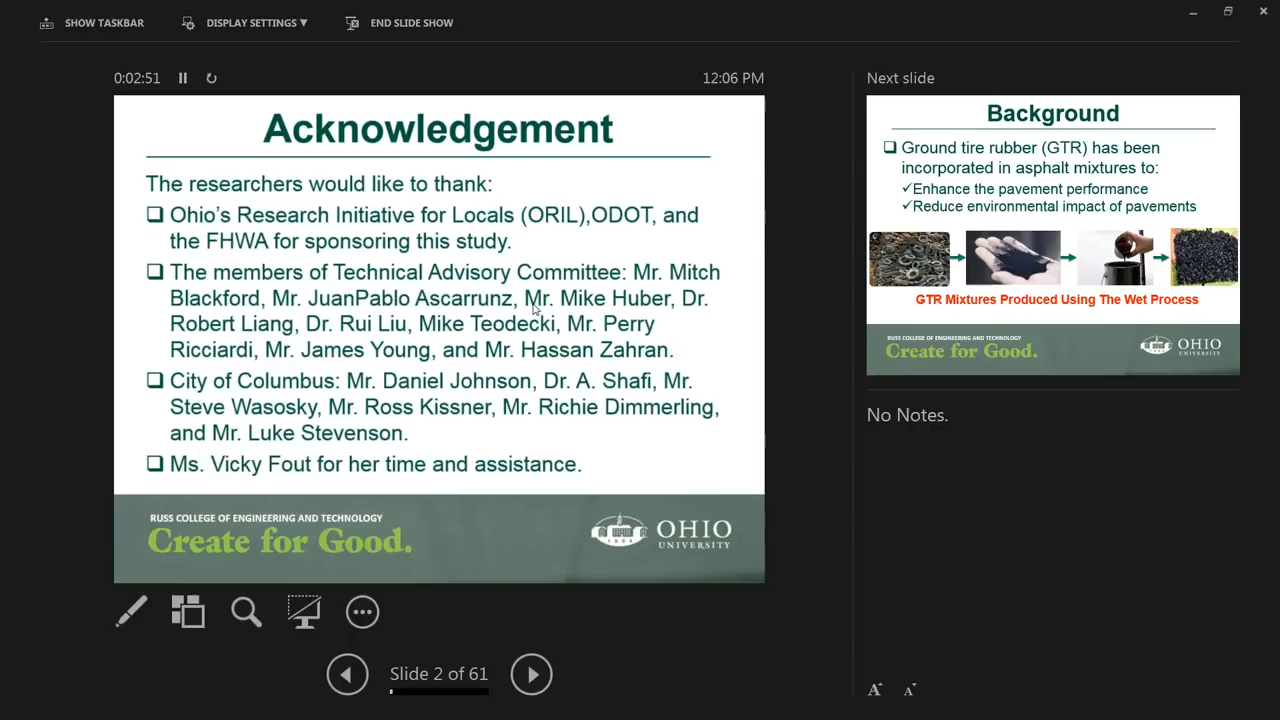 SHOW TASKBAR
DISPLAY SETTINGS ▼
END SLIDE SHOW
0:02:51
12:06 PM
Acknowledgement
The researchers would like to thank:
❑ Ohio's Research Initiative for Locals (ORIL),ODOT, and
the FHWA for sponsoring this study.
❑ The members of Technical Advisory Committee: Mr. Mitch
Blackford, Mr. JuanPablo Ascarrunz, Mr. Mike Huber, Dr.
Robert Liang, Dr. Rui Liu, Mike Teodecki, Mr. Perry
Ricciardi, Mr. James Young, and Mr. Hassan Zahran.
❑ City of Columbus: Mr. Daniel Johnson, Dr. A. Shafi, Mr.
Steve Wasosky, Mr. Ross Kissner, Mr. Richie Dimmerling,
and Mr. Luke Stevenson.
❑ Ms. Vicky Fout for her time and assistance.
RUSS COLLEGE OF ENGINEERING AND TECHNOLOGY
Create for Good.
1804
OHIO
UNIVERSITY
Slide 2 of 61
Next slide
Background
❑ Ground tire rubber (GTR) has been
incorporated in asphalt mixtures to:
✓Enhance the pavement performance
✓Reduce environmental impact of pavements
GTR Mixtures Produced Using The Wet Process
RUSS COLLEGE OF ENGINEERING AND TECHNOLOGY
Create for Good.
OHIO
UNIVERSITY
No Notes.
A A